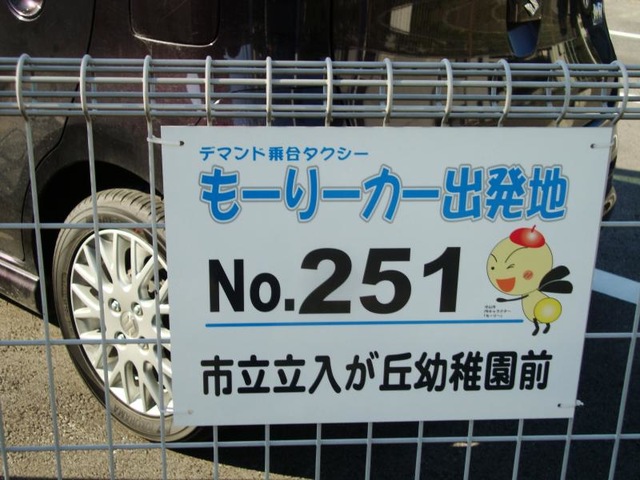 デマンド乗合タクシー
もーりーカー出発地
No.251
市立立入が丘幼稚園前